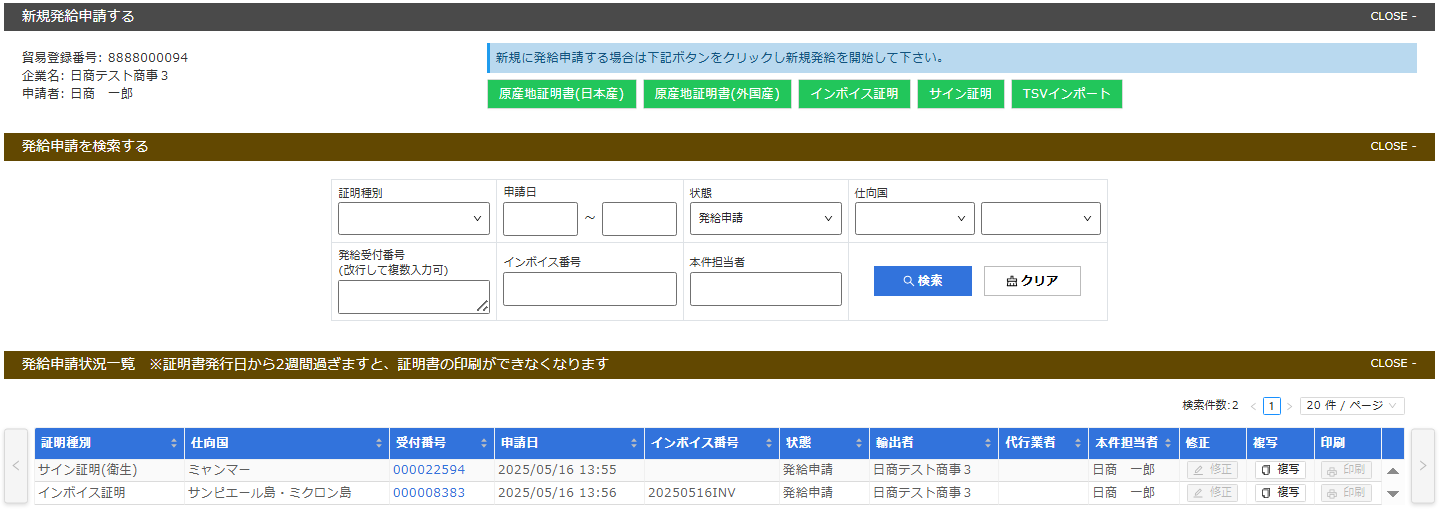 新規発給申請する CLOSE -
貿易登録番号: 8888000094
企業名: 日商テスト商事３
申請者: 日商　一郎
新規に発給申請する場合は下記ボタンをクリックし新規発給を開始して下さい。
原産地証明書(日本産) 原産地証明書(外国産) インボイス証明 サイン証明 TSVインポート
発給申請を検索する CLOSE -
証明種別 申請日 状態 仕向国
～ 発給申請
発給受付番号
(改行して複数入力可)
インボイス番号 本件担当者
検索 クリア
発給申請状況一覧　※証明書発行日から2週間過ぎますと、証明書の印刷ができなくなります CLOSE -
検索件数:2 < 1 > 20 件 / ページ
証明種別 仕向国 受付番号 申請日 インボイス番号 状態 輸出者 代行業者 本件担当者 修正 複写 印刷
サイン証明(衛生) ミャンマー 000022594 2025/05/16 13:55 発給申請 日商テスト商事３ 日商　一郎 修正 複写 印刷
インボイス証明 サンピエール島・ミクロン島 000008383 2025/05/16 13:56 20250516INV 発給申請 日商テスト商事３ 日商　一郎 修正 複写 印刷